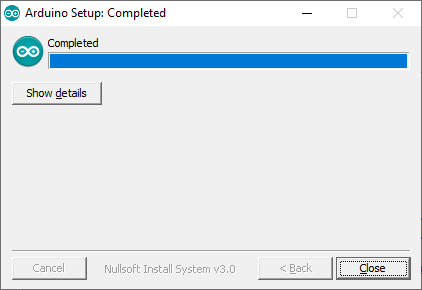 Arduino Setup: Completed
Completed
Show details
Cancel
Nullsoft Install System v3.0
< Back
Close